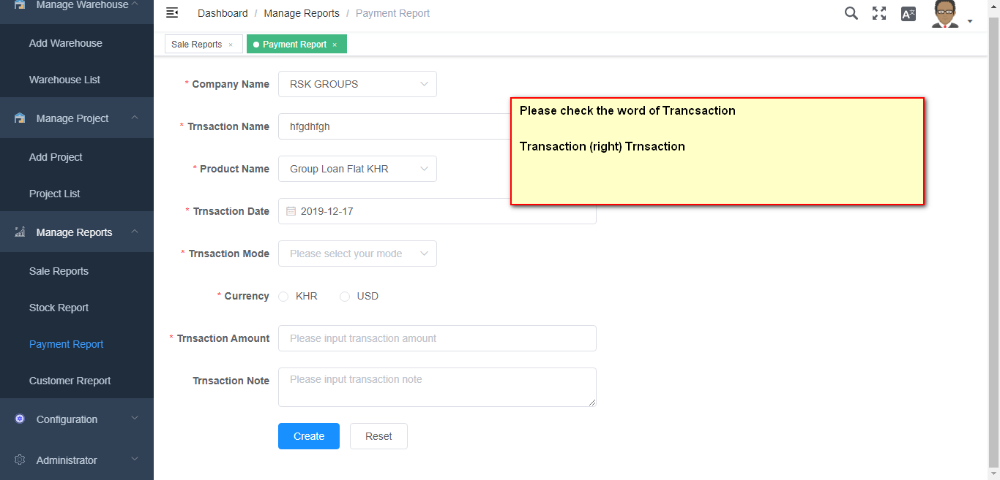 Manage Warehouse
Add Warehouse
Warehouse List
Manage Project
Add Project
Project List
Manage Reports
Sale Reports
Stock Report
Payment Report
Customer Rreport
Configuration
Administrator
Dashboard / Manage Reports / Payment Report
Sale Reports ×
Payment Report ×
* Company Name RSK GROUPS
* Trnsaction Name hfgdhfgh
* Product Name Group Loan Flat KHR
* Trnsaction Date 2019-12-17
* Trnsaction Mode Please select your mode
* Currency KHR USD
* Trnsaction Amount Please input transaction amount
Trnsaction Note Please input transaction note
Create Reset
Please check the word of Trancsaction
Transaction (right) Trnsaction